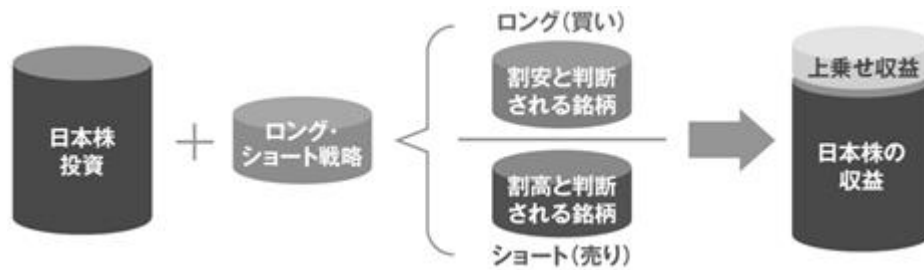 日本株
投資
ロング・
ショート戦略
ロング（買い）
割安と判断
される銘柄
割高と判断
される銘柄
ショート（売り）
上乗せ収益
日本株の
収益